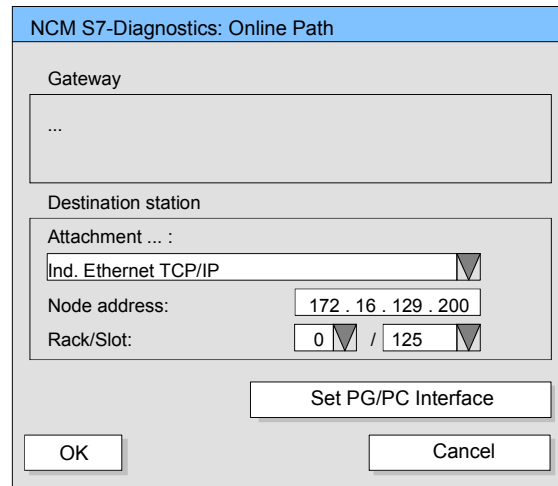 NCM S7-Diagnostics: Online Path
Gateway
...
Destination station
Attachment ... :
Ind. Ethernet TCP/IP
Node address: 172 . 16 . 129 . 200
Rack/Slot: 0 / 125
Set PG/PC Interface
OK Cancel